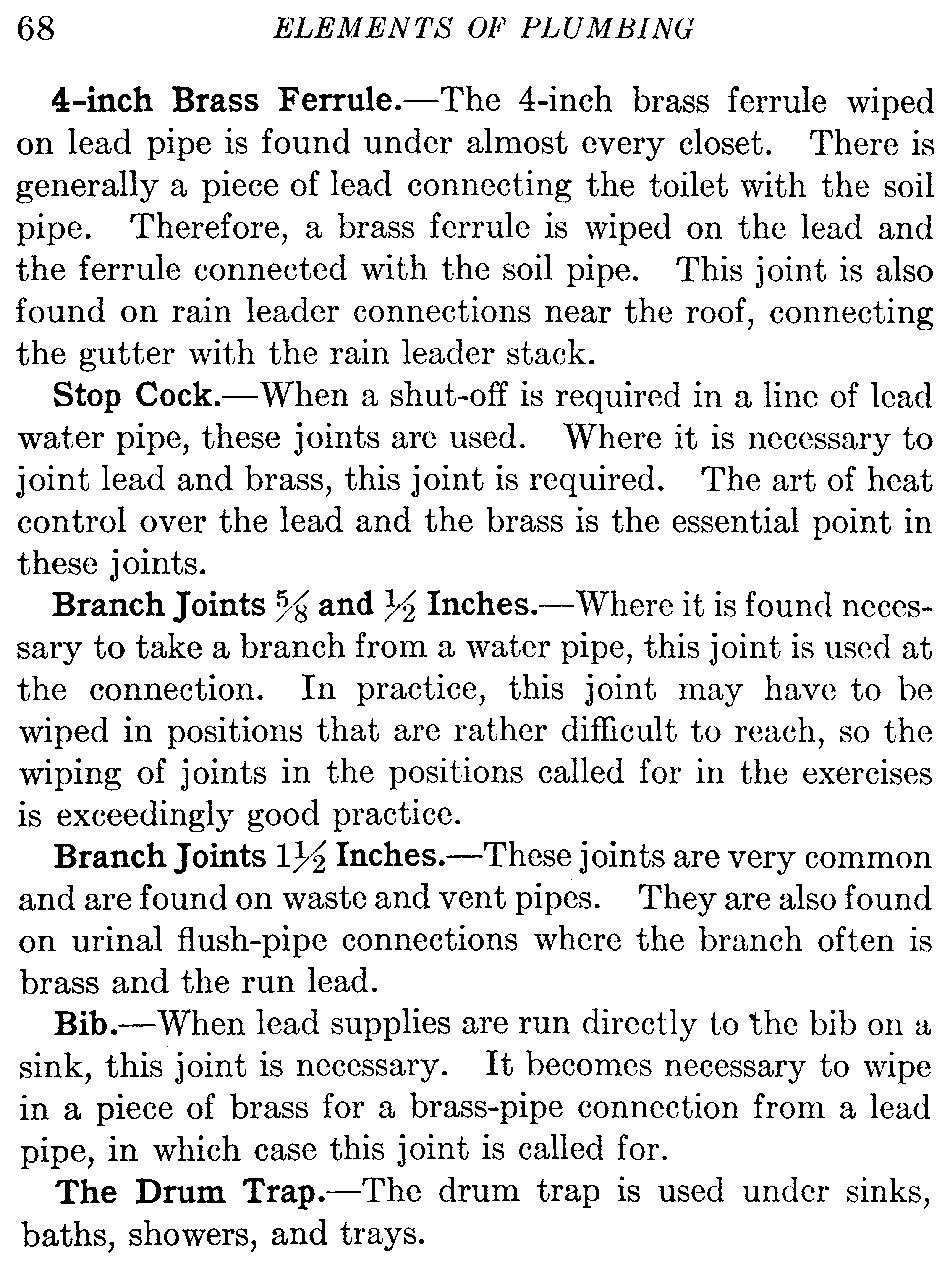 68 ELEMENTS OF PLUMBING
4-inch Brass Ferrule.—The 4-inch brass ferrule wiped
on lead pipe is found under almost every closet. There is
generally a piece of lead connecting the toilet with the soil
pipe. Therefore, a brass ferrule is wiped on the lead and
the ferrule connected with the soil pipe. This joint is also
found on rain leader connections near the roof, connecting
the gutter with the rain leader stack.
Stop Cock.—When a shut-off is required in a line of lead
water pipe, these joints are used. Where it is necessary to
joint lead and brass, this joint is required. The art of heat
control over the lead and the brass is the essential point in
these joints.
Branch Joints ⅝ and ½ Inches.—Where it is found neces-
sary to take a branch from a water pipe, this joint is used at
the connection. In practice, this joint may have to be
wiped in positions that are rather difficult to reach, so the
wiping of joints in the positions called for in the exercises
is exceedingly good practice.
Branch Joints 1½ Inches.—These joints are very common
and are found on waste and vent pipes. They are also found
on urinal flush-pipe connections where the branch often is
brass and the run lead.
Bib.—When lead supplies are run directly to the bib on a
sink, this joint is necessary. It becomes necessary to wipe
in a piece of brass for a brass-pipe connection from a lead
pipe, in which case this joint is called for.
The Drum Trap.—The drum trap is used under sinks,
baths, showers, and trays.